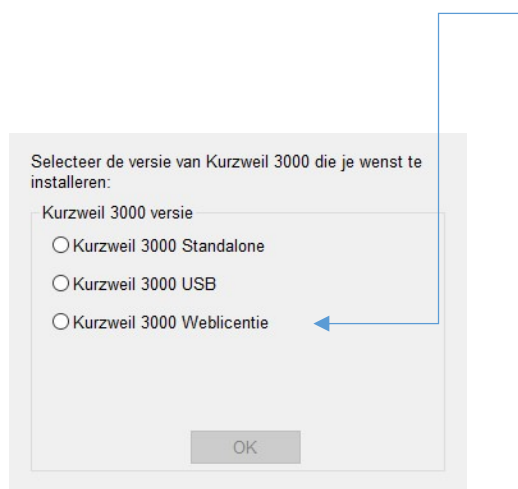 Selecteer de versie van Kurzweil 3000 die je wenst te
installeren:
Kurzweil 3000 versie
Kurzweil 3000 Standalone
Kurzweil 3000 USB
Kurzweil 3000 Weblicentie
OK